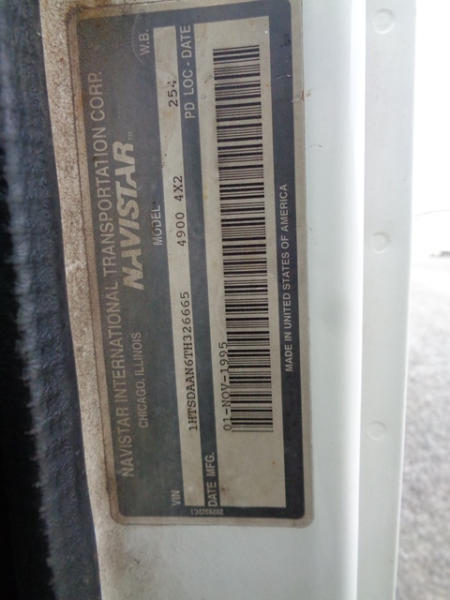 NAVISTAR INTERNATIONAL TRANSPORTATION CORP.
CHICAGO, ILLINOIS
NAVISTAR™
MODEL W.B.
VIN
1HTSDAAN6TH326665 4900 4X2 254
DATE MFG. PD LOC - DATE
01-NOV-1995
MADE IN UNITED STATES OF AMERICA